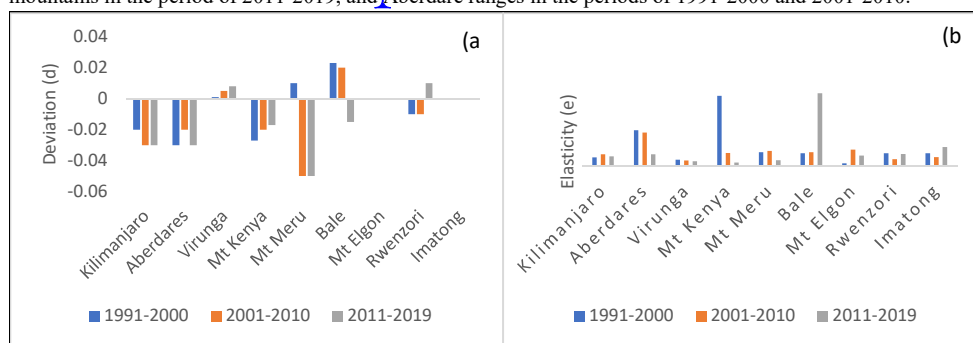 mountains in the period of 2011-2019, and Aberdare ranges in the periods of 1991-2000 and 2001-2010.
(a
Deviation (d)
0.04
0.02
0
-0.02
-0.04
-0.06
Kilimanjaro
Aberdares
Virunga
Mt Kenya
Mt Meru
Bale
Mt Elgon
Rwenzori
Imatong
1991-2000 2001-2010 2011-2019
(b
Elasticity (e)
Kilimanjaro
Aberdares
Virunga
Mt Kenya
Mt Meru
Bale
Mt Elgon
Rwenzori
Imatong
1991-2000 2001-2010 2011-2019